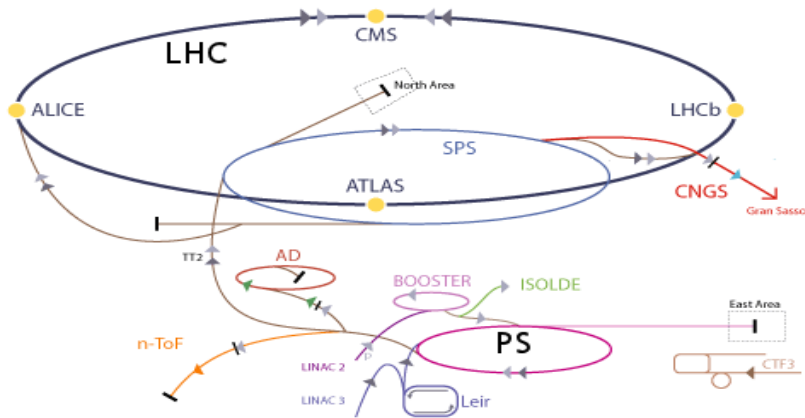 CMS
LHC
North Area
ALICE
LHCb
SPS
ATLAS
CNGS
Gran Sasso
TT2
AD
BOOSTER
ISOLDE
East Area
n-ToF
PS
LINAC 2
p
CTF3
LINAC 3
Leir